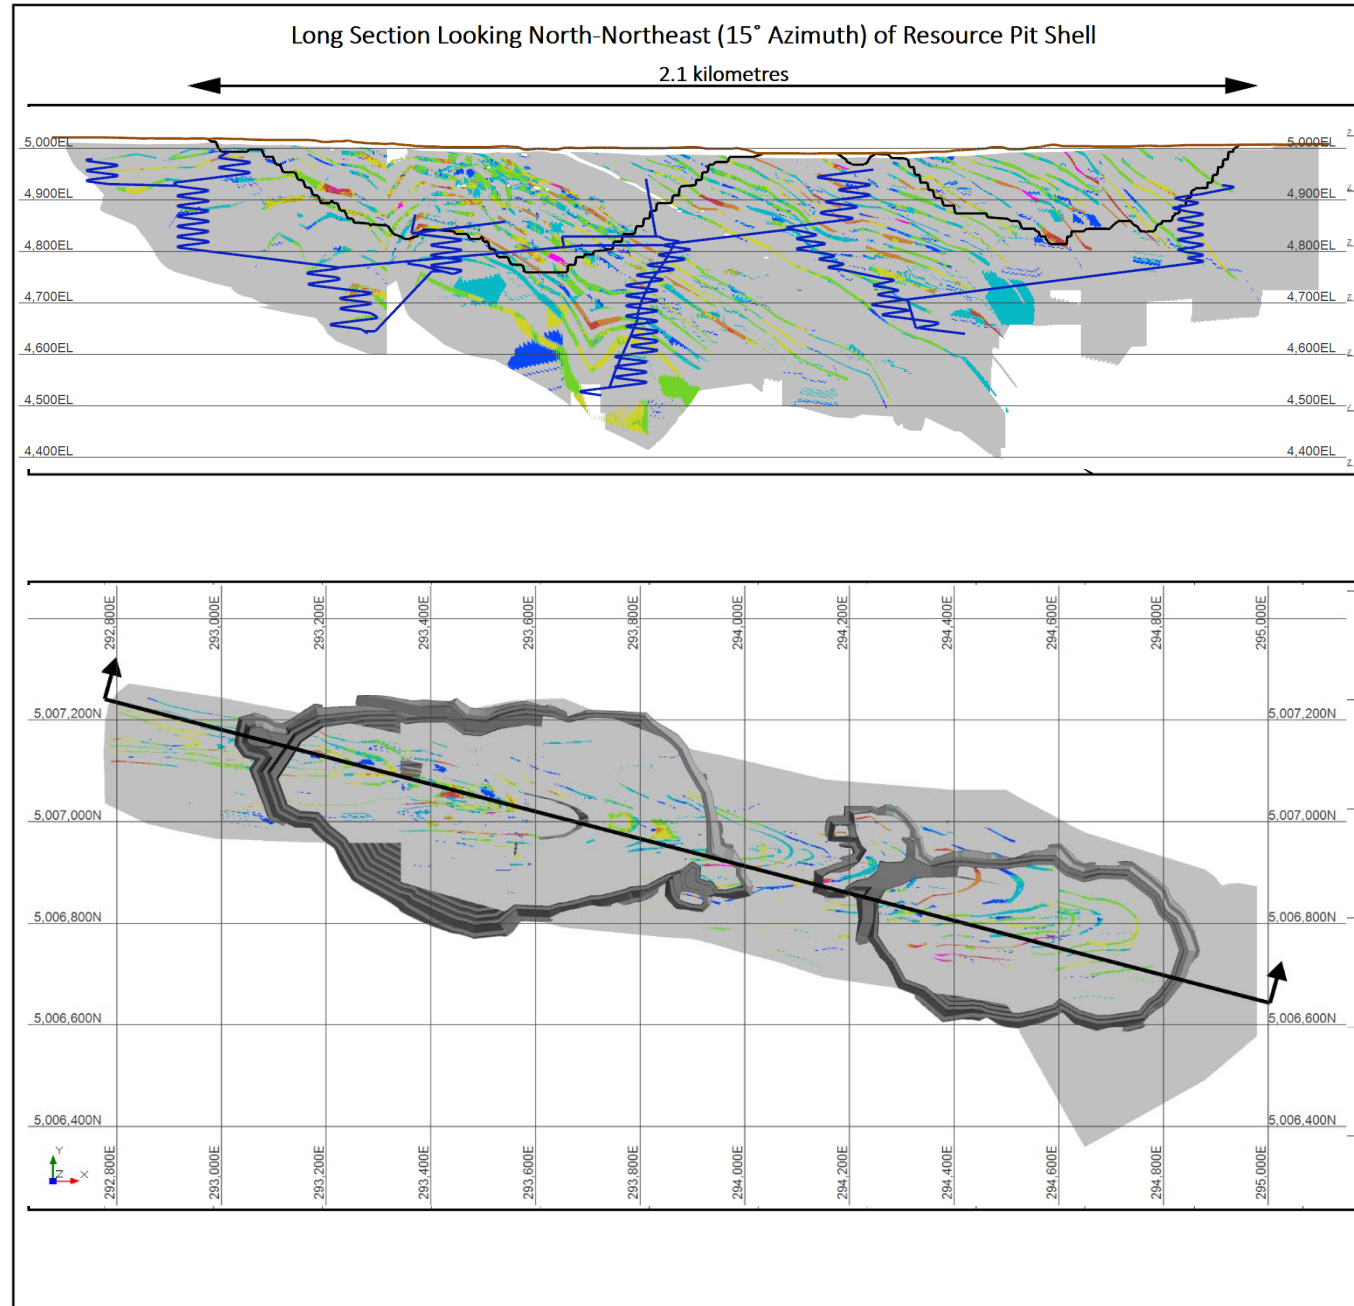 Long Section Looking North-Northeast (15° Azimuth) of Resource Pit Shell
2.1 kilometres
5,000EL 5,000EL
4,900EL 4,900EL
4,800EL 4,800EL
4,700EL 4,700EL
4,600EL 4,600EL
4,500EL 4,500EL
4,400EL 4,400EL
292,800E 293,000E 293,200E 293,400E 293,600E 293,800E 294,000E 294,200E 294,400E 294,600E 294,800E 295,000E
5,007,200N 5,007,200N
5,007,000N 5,007,000N
5,006,800N 5,006,800N
5,006,600N 5,006,600N
5,006,400N 5,006,400N
Y
Z X
292,800E 293,000E 293,200E 293,400E 293,600E 293,800E 294,000E 294,200E 294,400E 294,600E 294,800E 295,000E